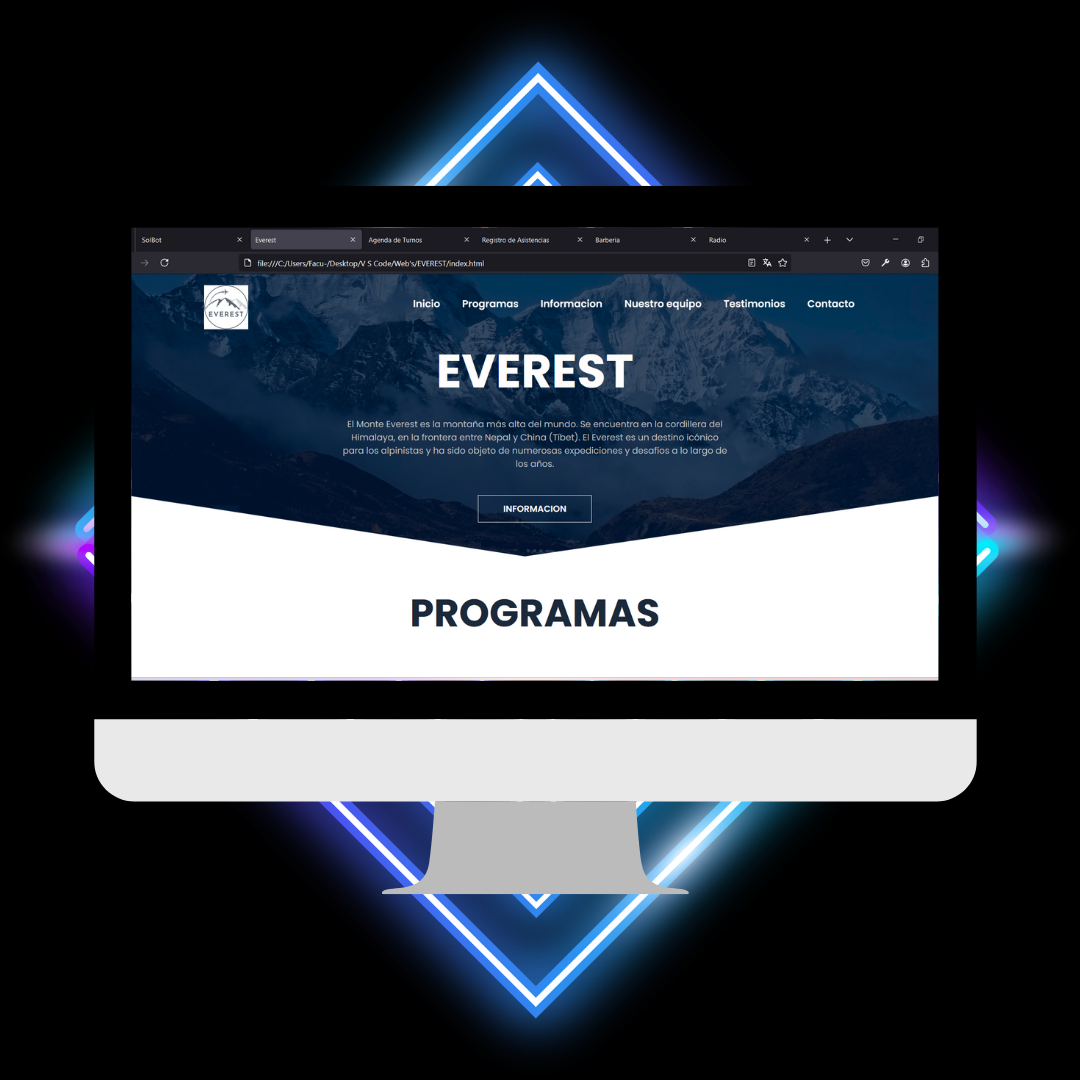 SolBot Everest Agenda de Turnos Registro de Asistencias Barberia Radio
file:///C:/Users/Facu-/Desktop/V S Code/Web's/EVEREST/index.html
EVEREST
Inicio Programas Informacion Nuestro equipo Testimonios Contacto
EVEREST
El Monte Everest es la montaña más alta del mundo. Se encuentra en la cordillera del
Himalaya, en la frontera entre Nepal y China (Tíbet). El Everest es un destino icónico
para los alpinistas y ha sido objeto de numerosas expediciones y desafíos a lo largo de
los años.
INFORMACION
PROGRAMAS